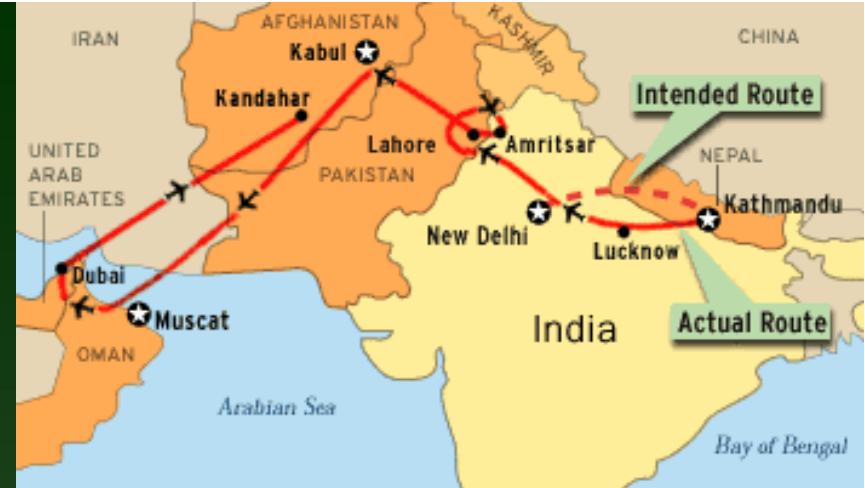 AFGHANISTAN
IRAN
Kabul
KASHMIR
CHINA
Kandahar
Intended Route
Lahore
Amritsar
UNITED
ARAB
EMIRATES
PAKISTAN
NEPAL
Kathmandu
New Delhi
Lucknow
Dubai
Muscat
India
Actual Route
OMAN
Arabian Sea
Bay of Bengal